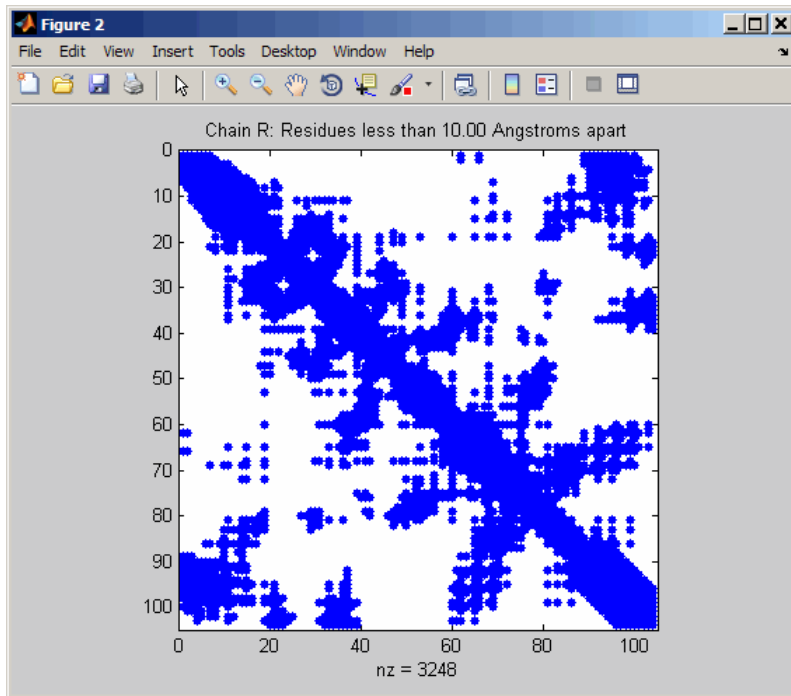 Figure 2
File Edit View Insert Tools Desktop Window Help
Chain R: Residues less than 10.00 Angstroms apart
0
10
20
30
40
50
60
70
80
90
100
0 20 40 60 80 100
nz = 3248